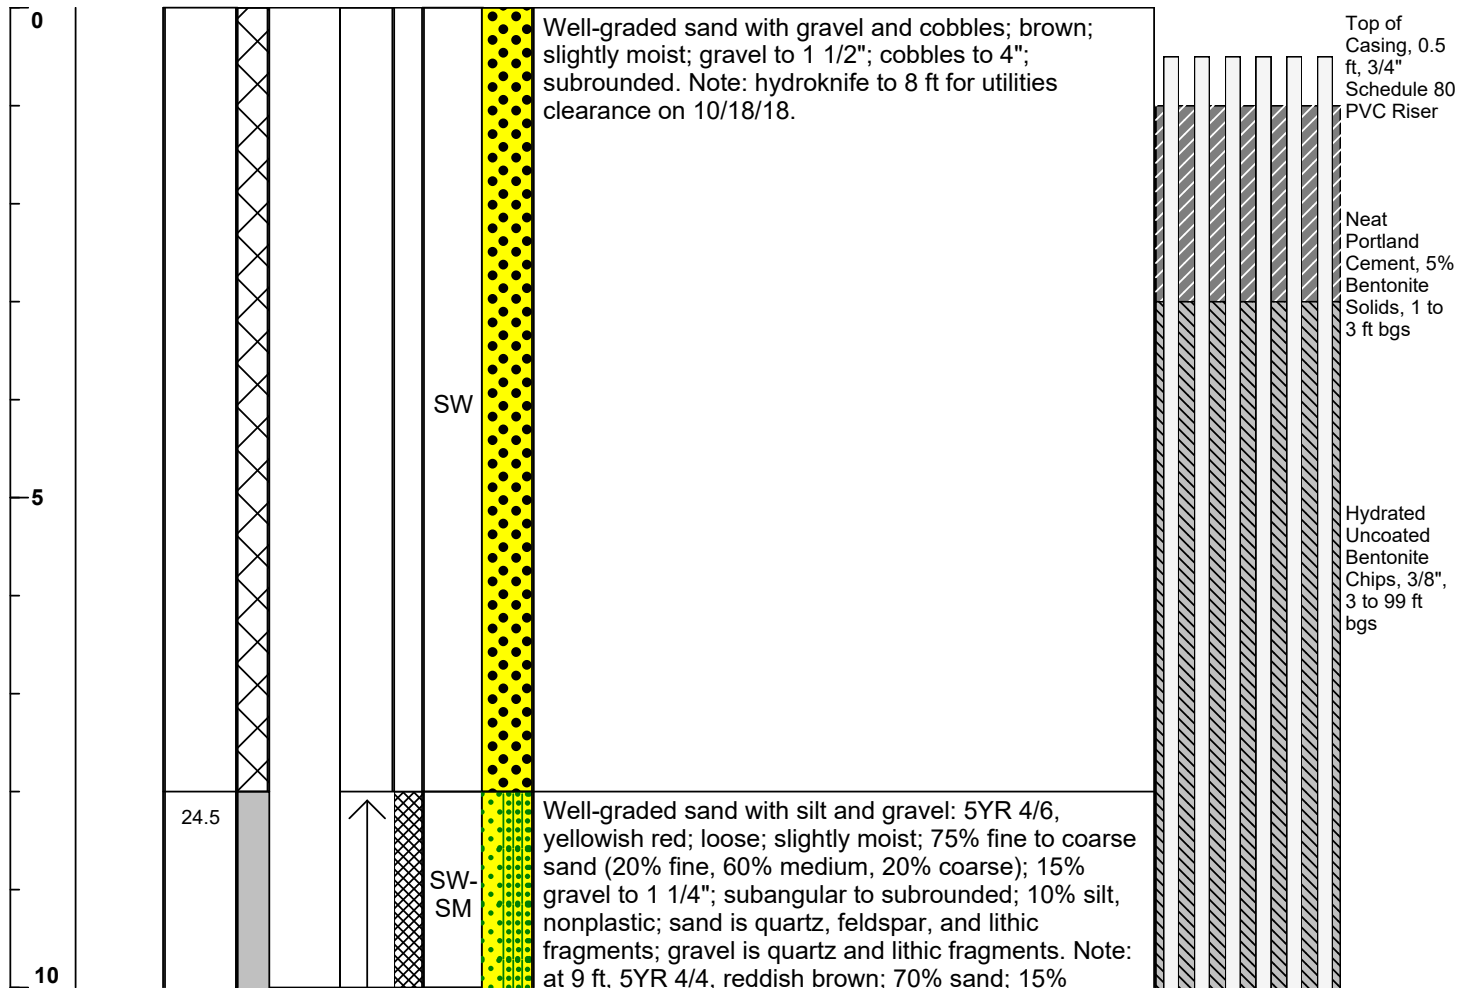 0
Well-graded sand with gravel and cobbles; brown;
slightly moist; gravel to 1 1/2"; cobbles to 4";
subrounded. Note: hydroknife to 8 ft for utilities
clearance on 10/18/18.
Top of
Casing, 0.5
ft, 3/4"
Schedule 80
PVC Riser
Neat
Portland
Cement, 5%
Bentonite
Solids, 1 to
3 ft bgs
SW
5
Hydrated
Uncoated
Bentonite
Chips, 3/8",
3 to 99 ft
bgs
24.5
SW-
SM
Well-graded sand with silt and gravel: 5YR 4/6,
yellowish red; loose; slightly moist; 75% fine to coarse
sand (20% fine, 60% medium, 20% coarse); 15%
gravel to 1 1/4"; subangular to subrounded; 10% silt,
nonplastic; sand is quartz, feldspar, and lithic
fragments; gravel is quartz and lithic fragments. Note:
at 9 ft, 5YR 4/4, reddish brown; 70% sand; 15%
10